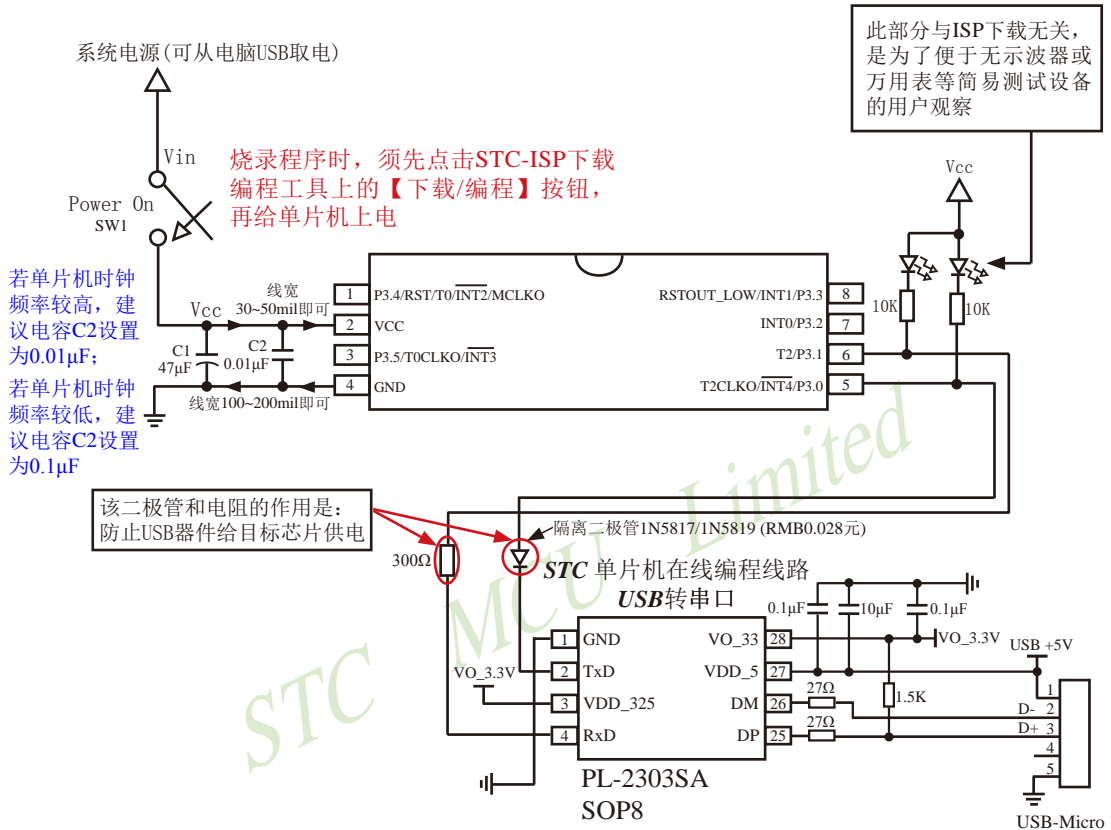 系统电源(可从电脑USB取电)
此部分与ISP下载无关,
是为了便于无示波器或
万用表等简易测试设备
的用户观察
Vin
Power On
SW1
烧录程序时，须先点击STC-ISP下载
编程工具上的【下载/编程】按钮，
再给单片机上电
Vcc
10K
10K
若单片机时钟
频率较高，建
议电容C2设置
为0.01μF;
若单片机时钟
频率较低，建
议电容C2设置
为0.1μF
Vcc
线宽
30~50mil即可
C1
47μF
C2
0.01μF
线宽100~200mil即可
1 P3.4/RST/T0/INT2/MCLKO
2 VCC
3 P3.5/T0CLKO/INT3
4 GND
RSTOUT_LOW/INT1/P3.3 8
INT0/P3.2 7
T2/P3.1 6
T2CLKO/INT4/P3.0 5
该二极管和电阻的作用是:
防止USB器件给目标芯片供电
300Ω
隔离二极管1N5817/1N5819 (RMB0.028元)
STC 单片机在线编程线路
USB转串口
STC MCU Limited
0.1μF
10μF
0.1μF
VO_3.3V
1 GND
2 TxD
3 VDD_325
4 RxD
VO_33 28
VDD_5 27
DM 26
DP 25
VO_3.3V
USB +5V
27Ω
27Ω
1.5K
D-
D+
1
2
3
4
5
PL-2303SA
SOP8
USB-Micro